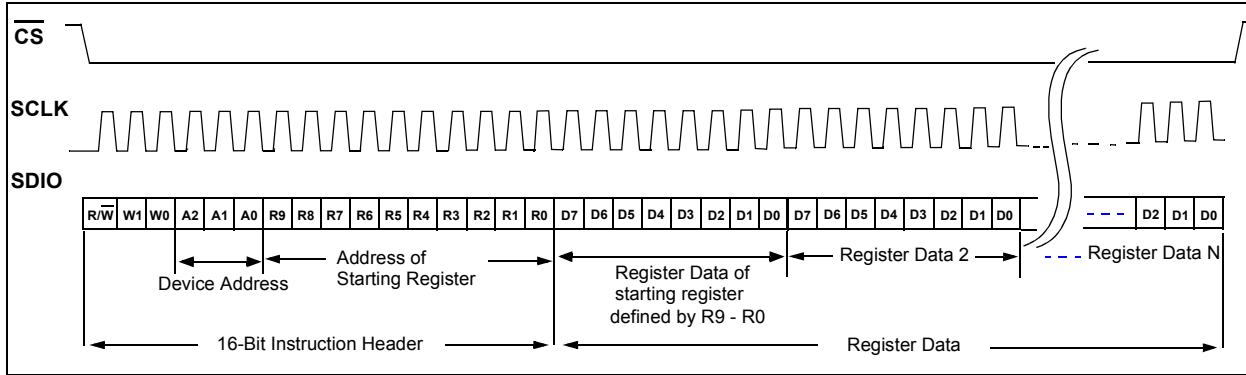 CS
SCLK
SDIO
R/W W1 W0 A2 A1 A0 R9 R8 R7 R6 R5 R4 R3 R2 R1 R0 D7 D6 D5 D4 D3 D2 D1 D0 D7 D6 D5 D4 D3 D2 D1 D0 D2 D1 D0
Device Address
Address of
Starting Register
Register Data of
starting register
defined by R9 - R0
Register Data 2
Register Data N
16-Bit Instruction Header
Register Data